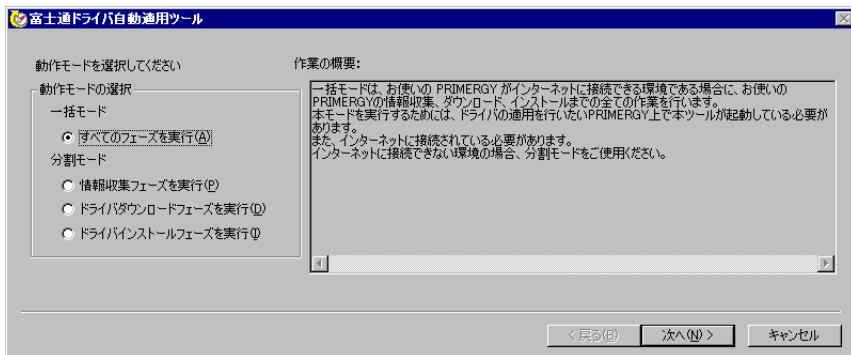 富士通ドライバ自動適用ツール
動作モードを選択してください
作業の概要:
動作モードの選択
一括モード
すべてのフェーズを実行(A)
分割モード
情報収集フェーズを実行(P)
ドライバダウンロードフェーズを実行(D)
ドライバインストールフェーズを実行(I)
一括モードは、お使いの PRIMERGY がインターネットに接続できる環境である場合に、お使いの
PRIMERGYの情報収集、ダウンロード、インストールまでの全ての作業を行います。
本モードを実行するためには、ドライバの適用を行いたいPRIMERGY上で本ツールが起動している必要が
あります。
また、インターネットに接続されている必要があります。
インターネットに接続できない環境の場合、分割モードをご使用ください。
< 戻る(B)
次へ(N) >
キャンセル